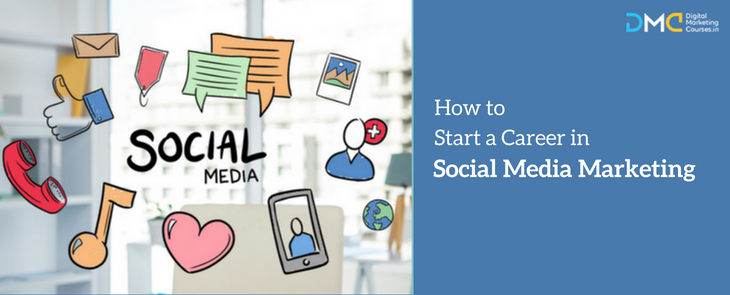 SOCIAL
MEDIA
DMC Digital
Marketing
Courses.in
How to
Start a Career in
Social Media Marketing